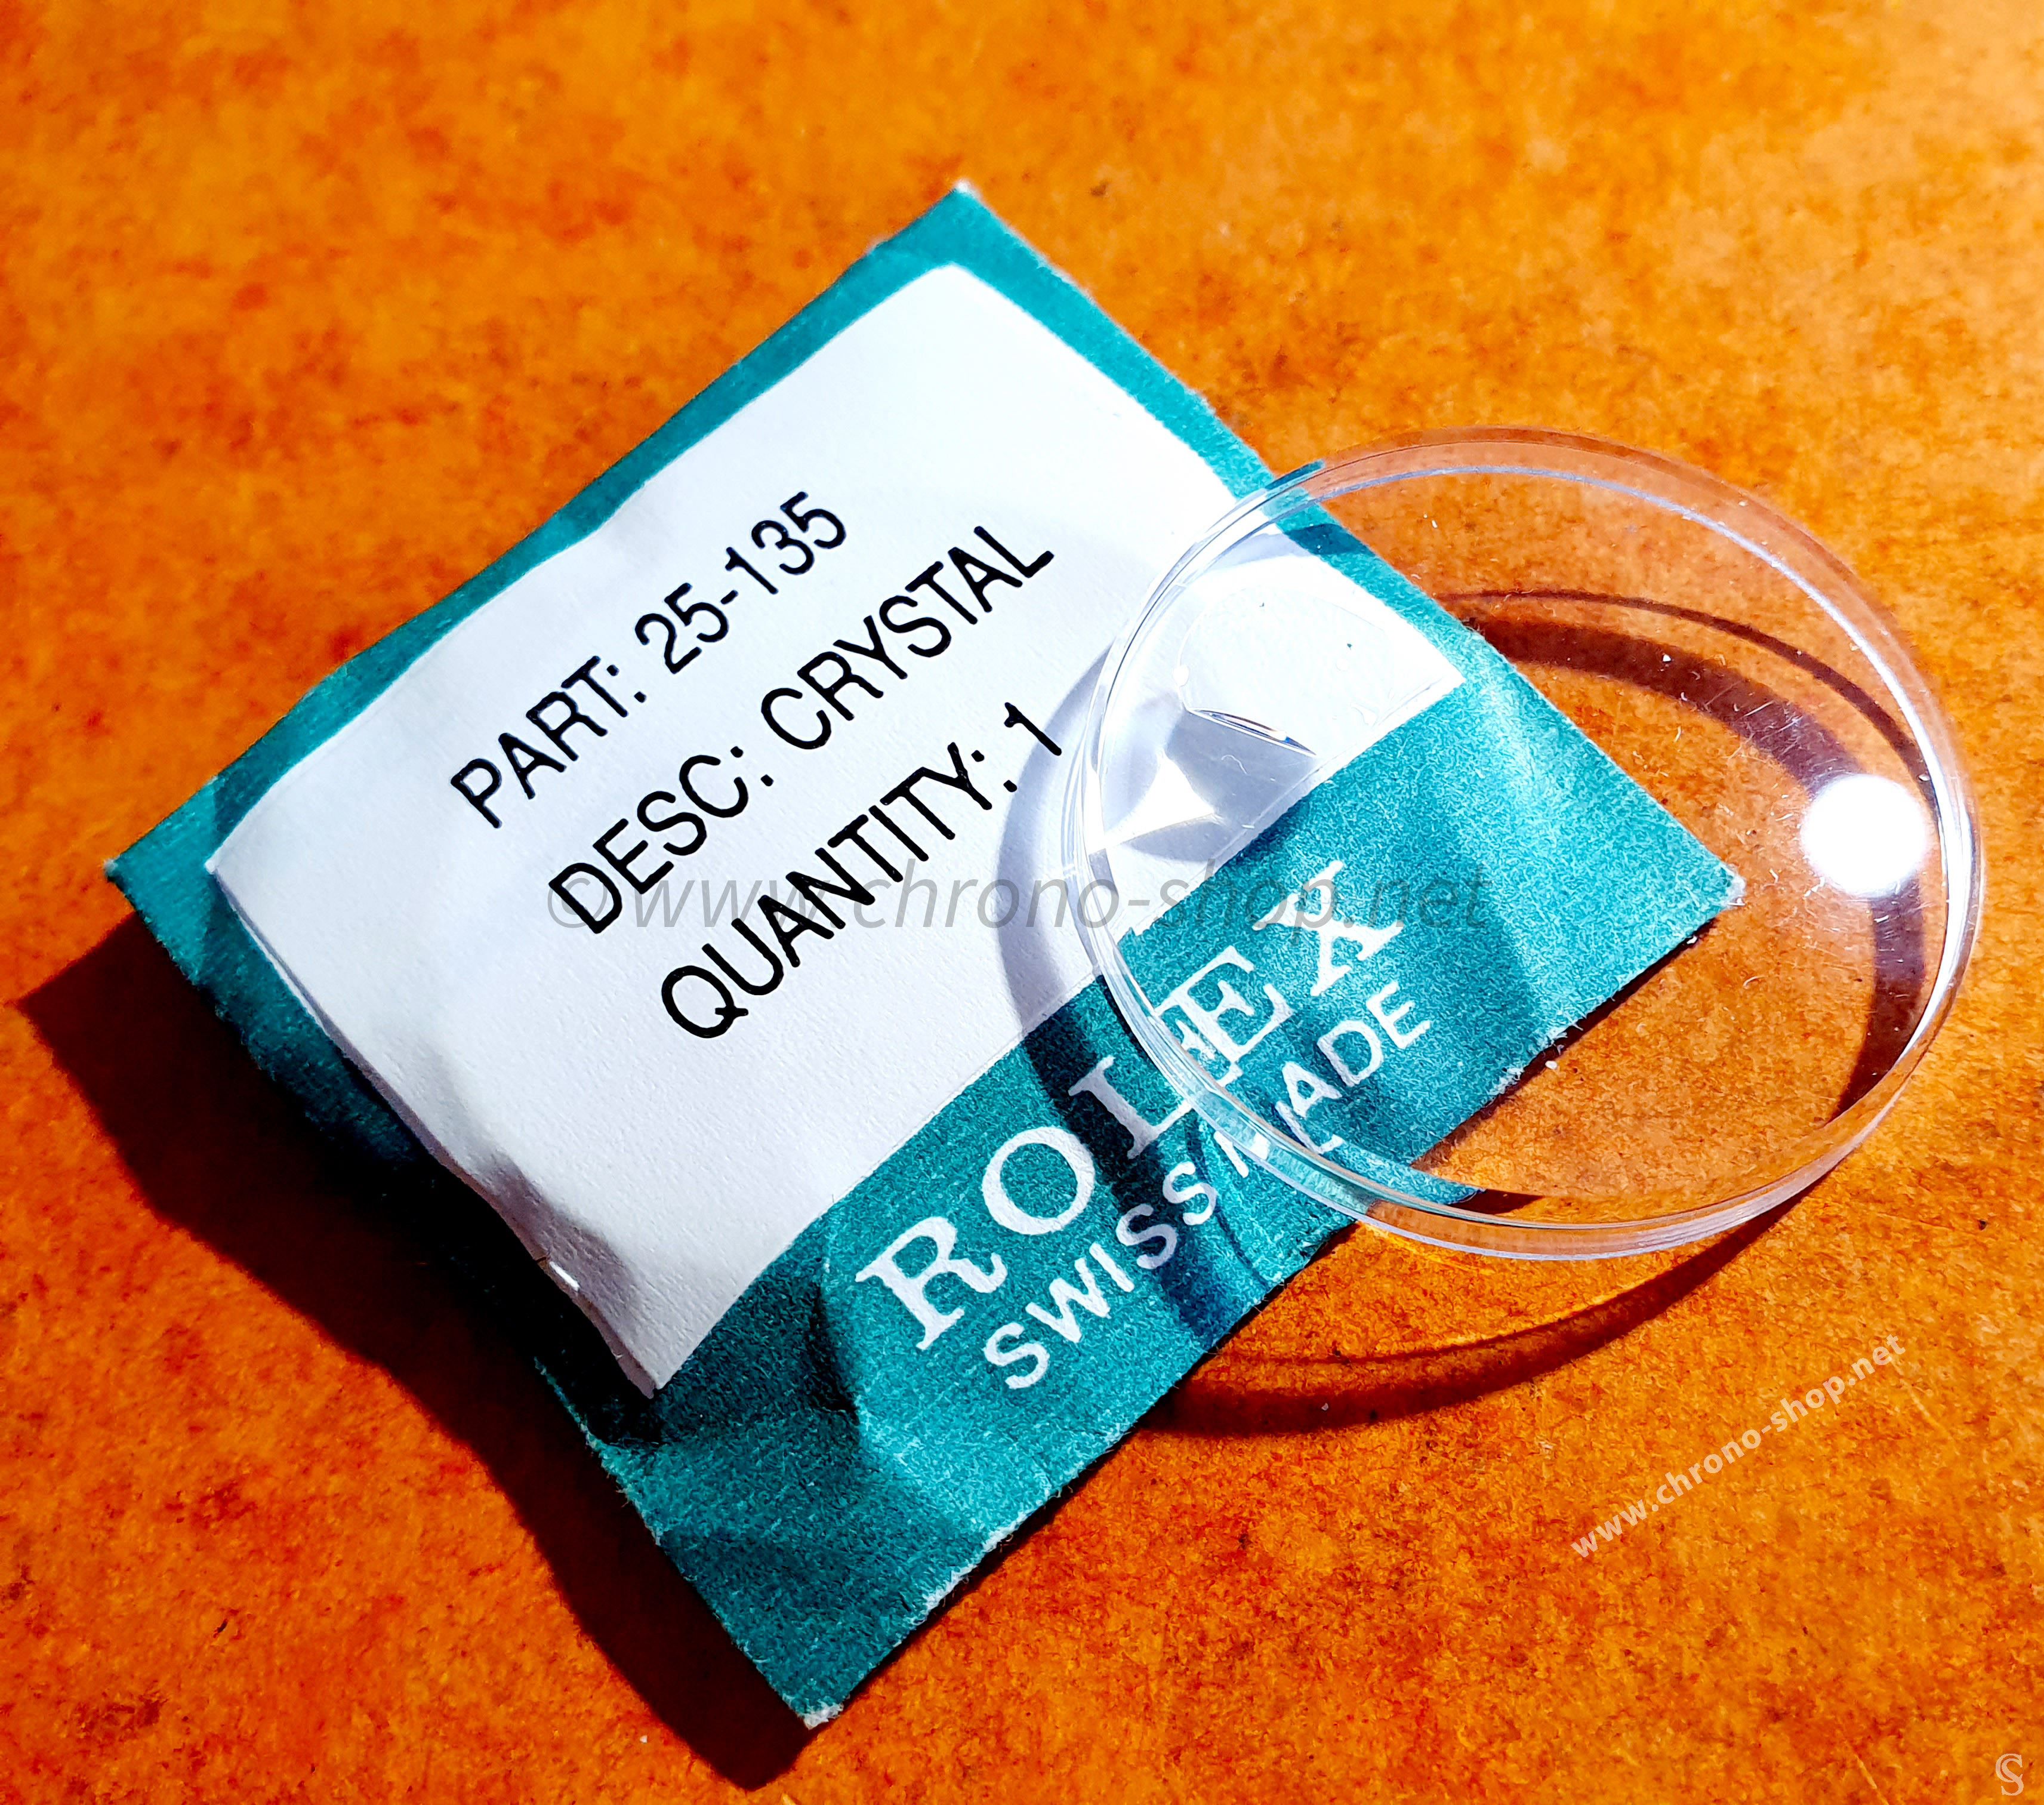 PART: 25-135
DESC: CRYSTAL
QUANTITY: 1
©www.chrono-shop.net
ROLEX
SWISS MADE
www.chrono-shop.net